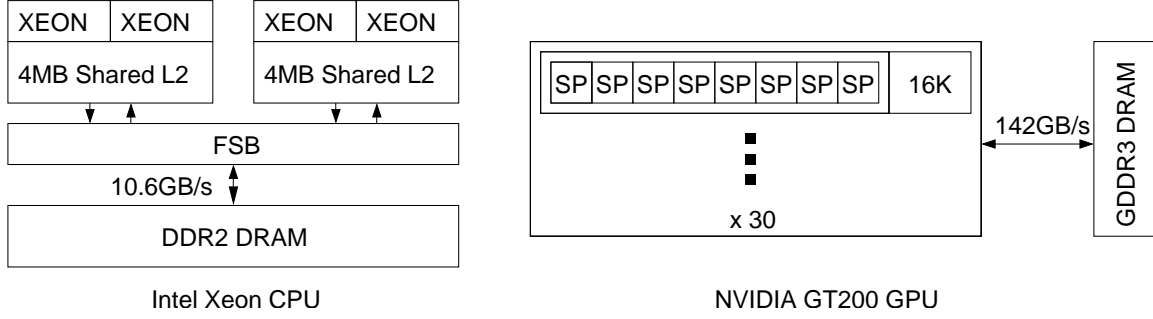 XEON XEON
4MB Shared L2
XEON XEON
4MB Shared L2
FSB
10.6GB/s
DDR2 DRAM
Intel Xeon CPU
SP SP SP SP SP SP SP SP
16K
x 30
142GB/s
GDDR3 DRAM
NVIDIA GT200 GPU